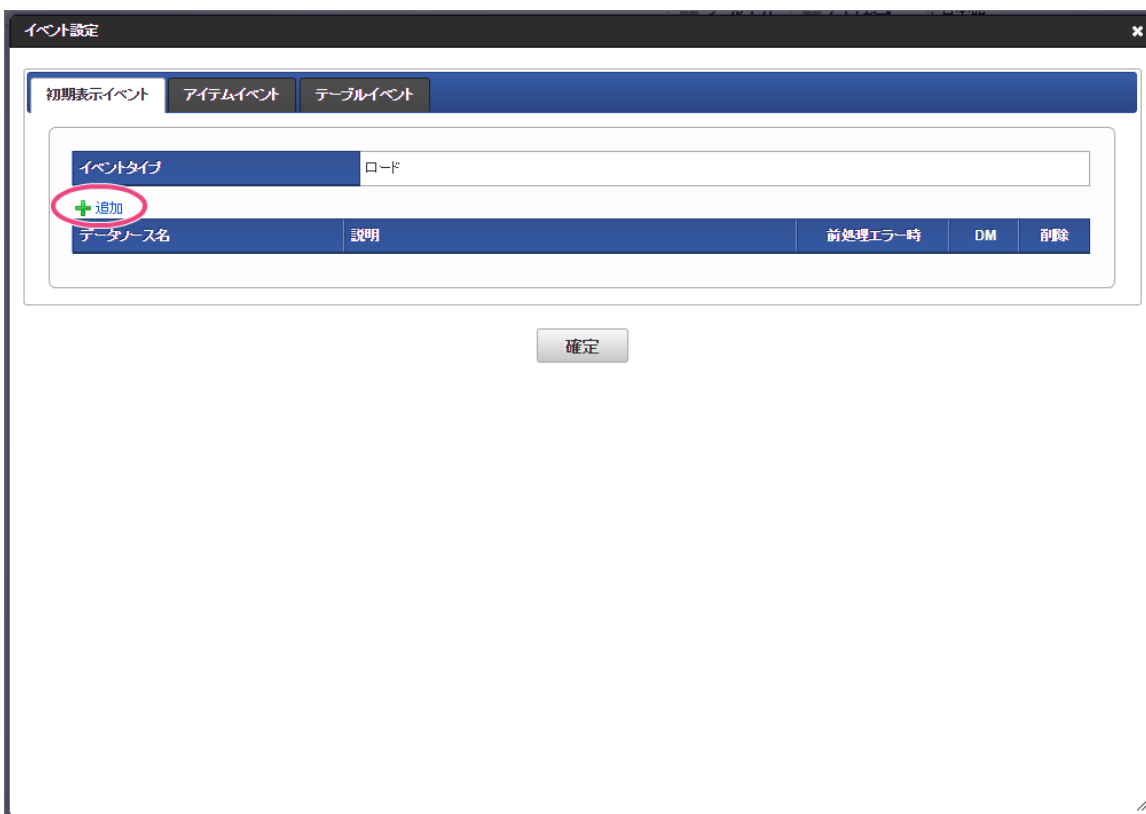 イベント設定
初期表示イベント アイテムイベント テーブルイベント
イベントタイプ ロード
追加
データソース名 説明 前処理エラー時 DM 削除
確定